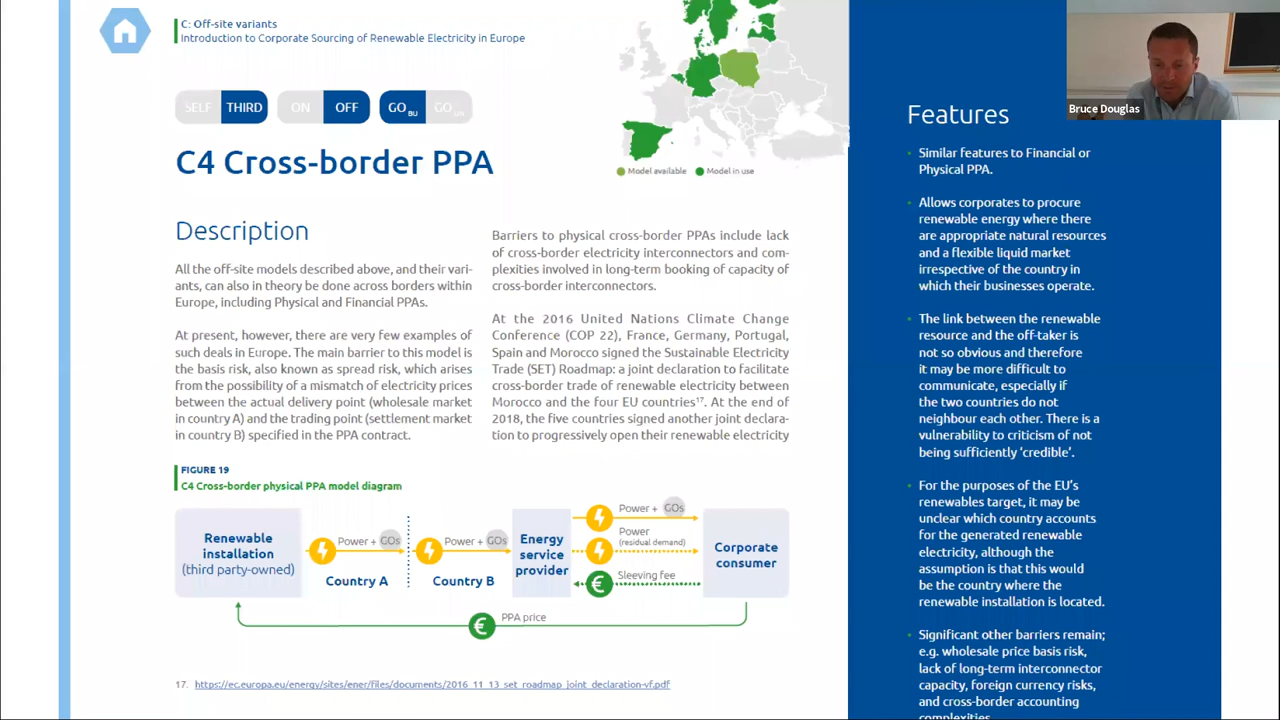 C: Off-site variants
Introduction to Corporate Sourcing of Renewable Electricity in Europe
SELF THIRD ON OFF GO BU GO UN
C4 Cross-border PPA
Model available Model in use
Description
All the off-site models described above, and their vari-
ants, can also in theory be done across borders within
Europe, including Physical and Financial PPAs.
At present, however, there are very few examples of
such deals in Europe. The main barrier to this model is
the basis risk, also known as spread risk, which arises
from the possibility of a mismatch of electricity prices
between the actual delivery point (wholesale market
in country A) and the trading point (settlement market
in country B) specified in the PPA contract.
Barriers to physical cross-border PPAs include lack
of cross-border electricity interconnectors and com-
plexities involved in long-term booking of capacity of
cross-border interconnectors.
At the 2016 United Nations Climate Change
Conference (COP 22), France, Germany, Portugal,
Spain and Morocco signed the Sustainable Electricity
Trade (SET) Roadmap: a joint declaration to facilitate
cross-border trade of renewable electricity between
Morocco and the four EU countries¹⁷. At the end of
2018, the five countries signed another joint declara-
tion to progressively open their renewable electricity
FIGURE 19
C4 Cross-border physical PPA model diagram
Renewable
installation
(third party-owned)
Power + GOs
Country A
Power + GOs
Country B
Energy
service
provider
Power + GOs
Power
(residual demand)
Sleeving fee
€
Corporate
consumer
€ PPA price
17. https://ec.europa.eu/energy/sites/ener/files/documents/2016_11_13_set_roadmap_joint_declaration-vf.pdf
Bruce Douglas
Features
• Similar features to Financial or
Physical PPA.
• Allows corporates to procure
renewable energy where there
are appropriate natural resources
and a flexible liquid market
irrespective of the country in
which their businesses operate.
• The link between the renewable
resource and the off-taker is
not so obvious and therefore
it may be more difficult to
communicate, especially if
the two countries do not
neighbour each other. There is a
vulnerability to criticism of not
being sufficiently 'credible'.
• For the purposes of the EU's
renewables target, it may be
unclear which country accounts
for the generated renewable
electricity, although the
assumption is that this would
be the country where the
renewable installation is located.
• Significant other barriers remain;
e.g. wholesale price basis risk,
lack of long-term interconnector
capacity, foreign currency risks,
and cross-border accounting
complexities.